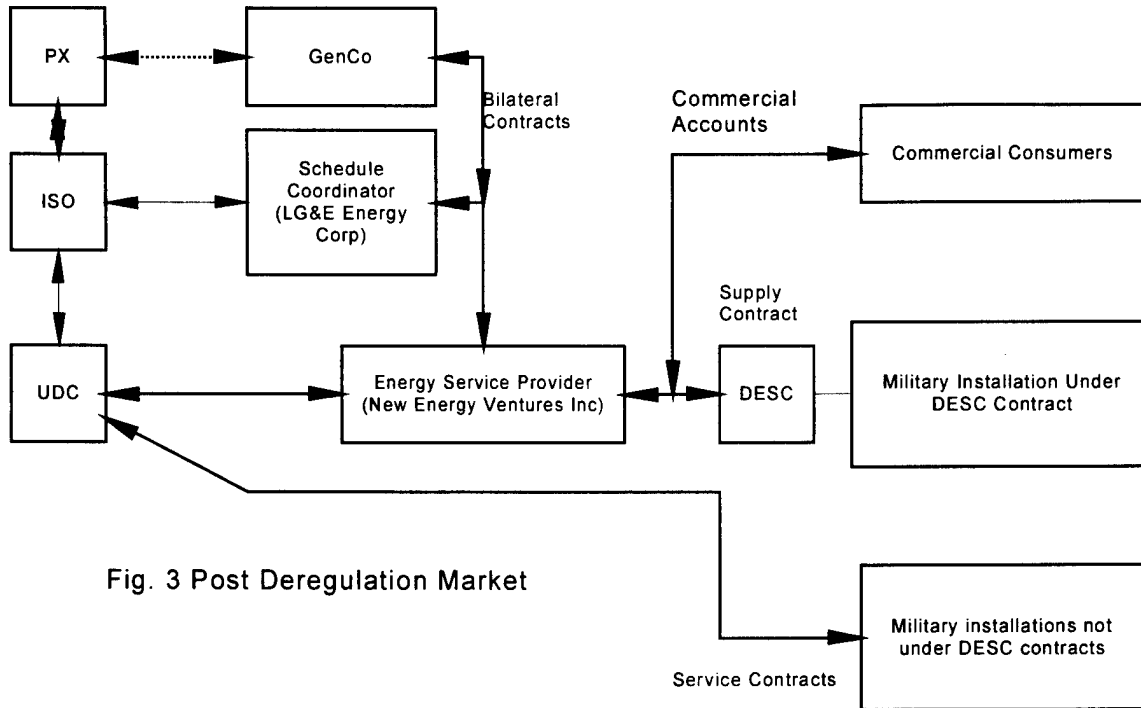 PX
GenCo
Bilateral
Contracts
Commercial
Accounts
Commercial Consumers
ISO
Schedule
Coordinator
(LG&E Energy
Corp)
Supply
Contract
UDC
Energy Service Provider
(New Energy Ventures Inc)
DESC
Military Installation Under
DESC Contract
Fig. 3 Post Deregulation Market
Military installations not
under DESC contracts
Service Contracts